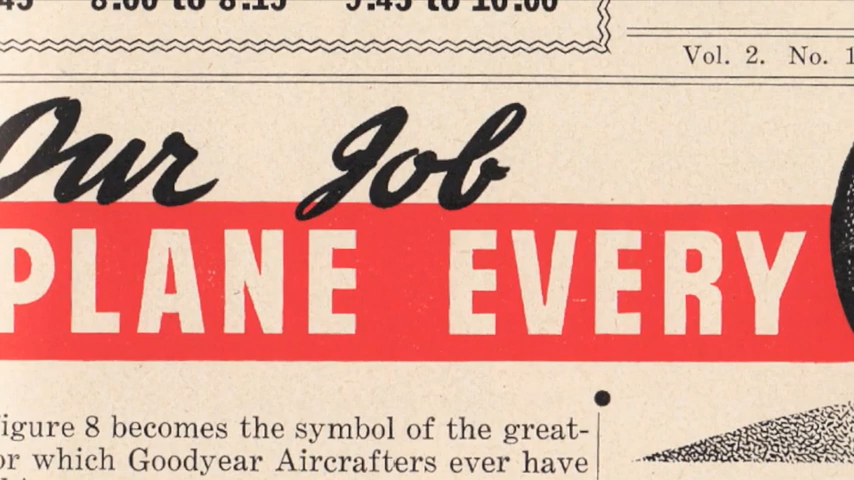 45 8:00 to 8:15 9:45 to 10:00
Vol. 2. No. 1
Our Job
PLANE EVERY
igure 8 becomes the symbol of the great-
or which Goodyear Aircrafters ever have